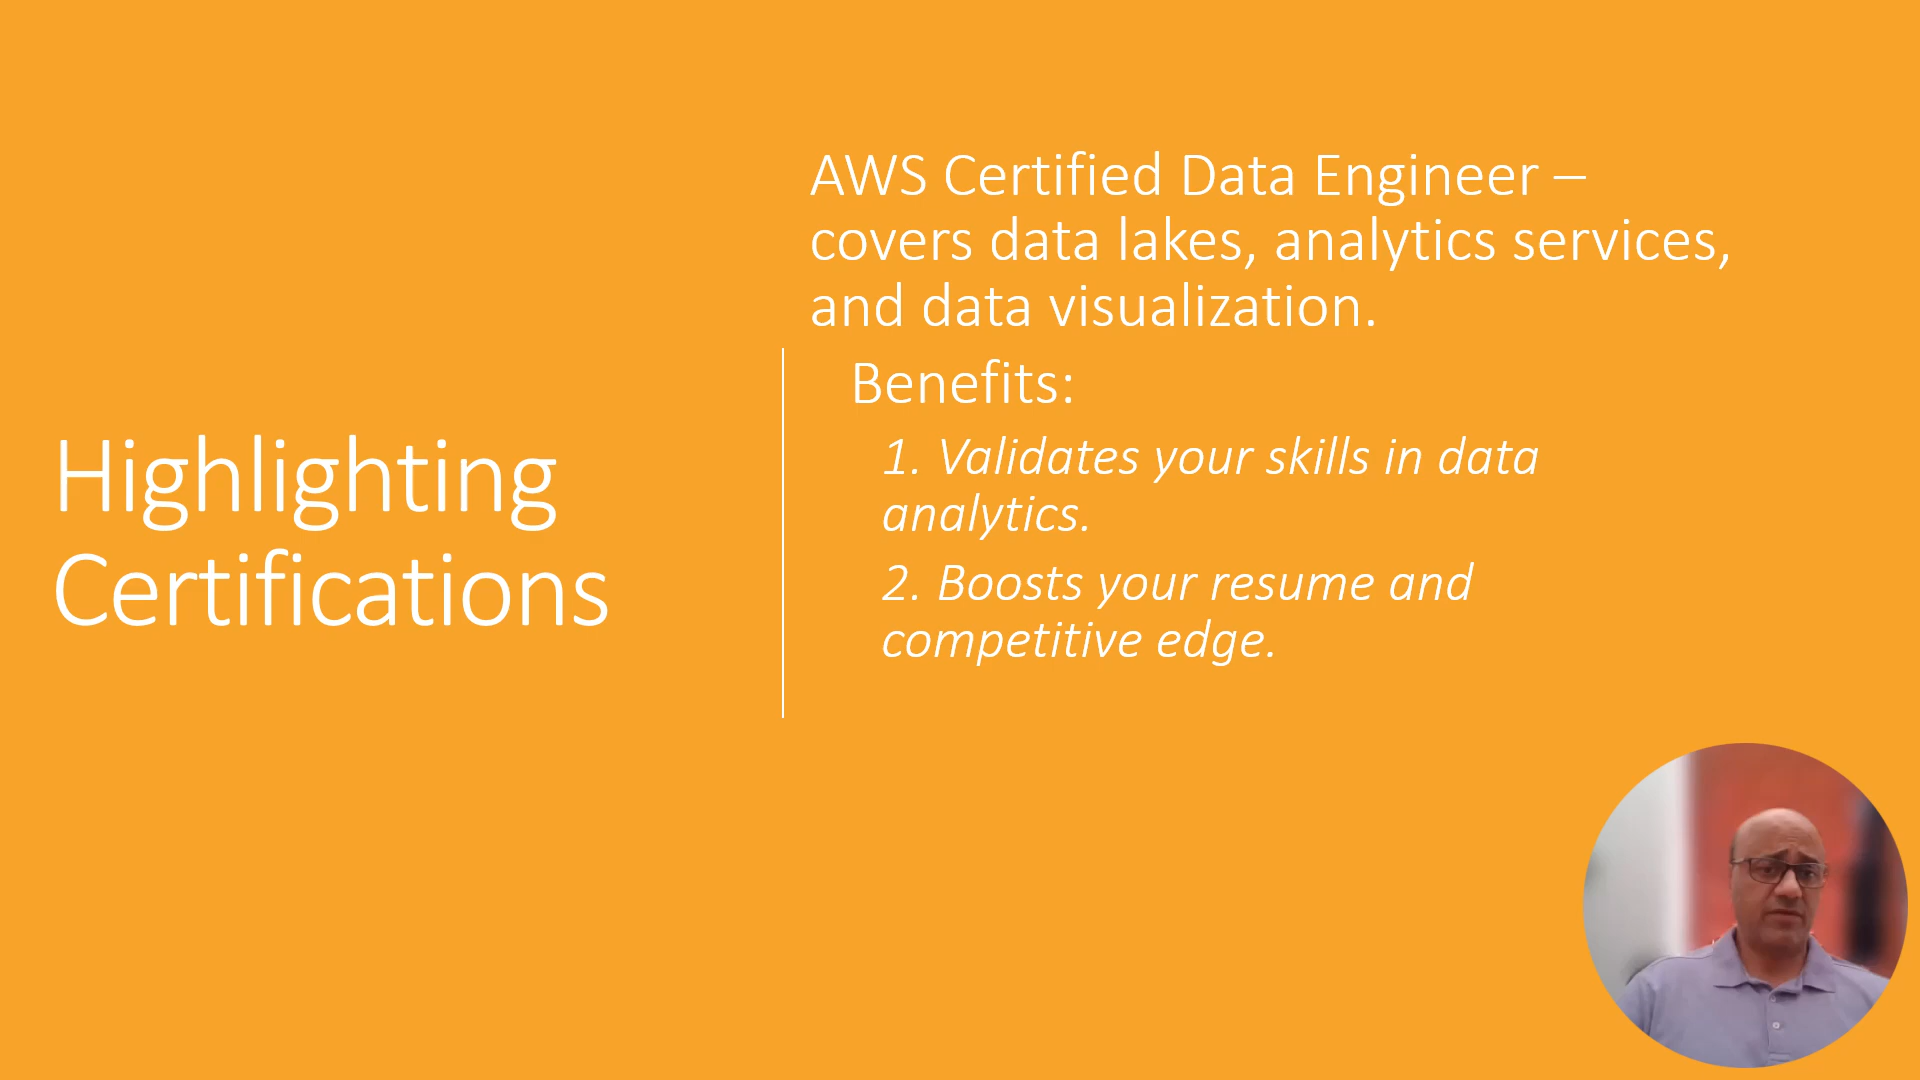 Highlighting
Certifications
AWS Certified Data Engineer –
covers data lakes, analytics services,
and data visualization.
Benefits:
1. Validates your skills in data
analytics.
2. Boosts your resume and
competitive edge.